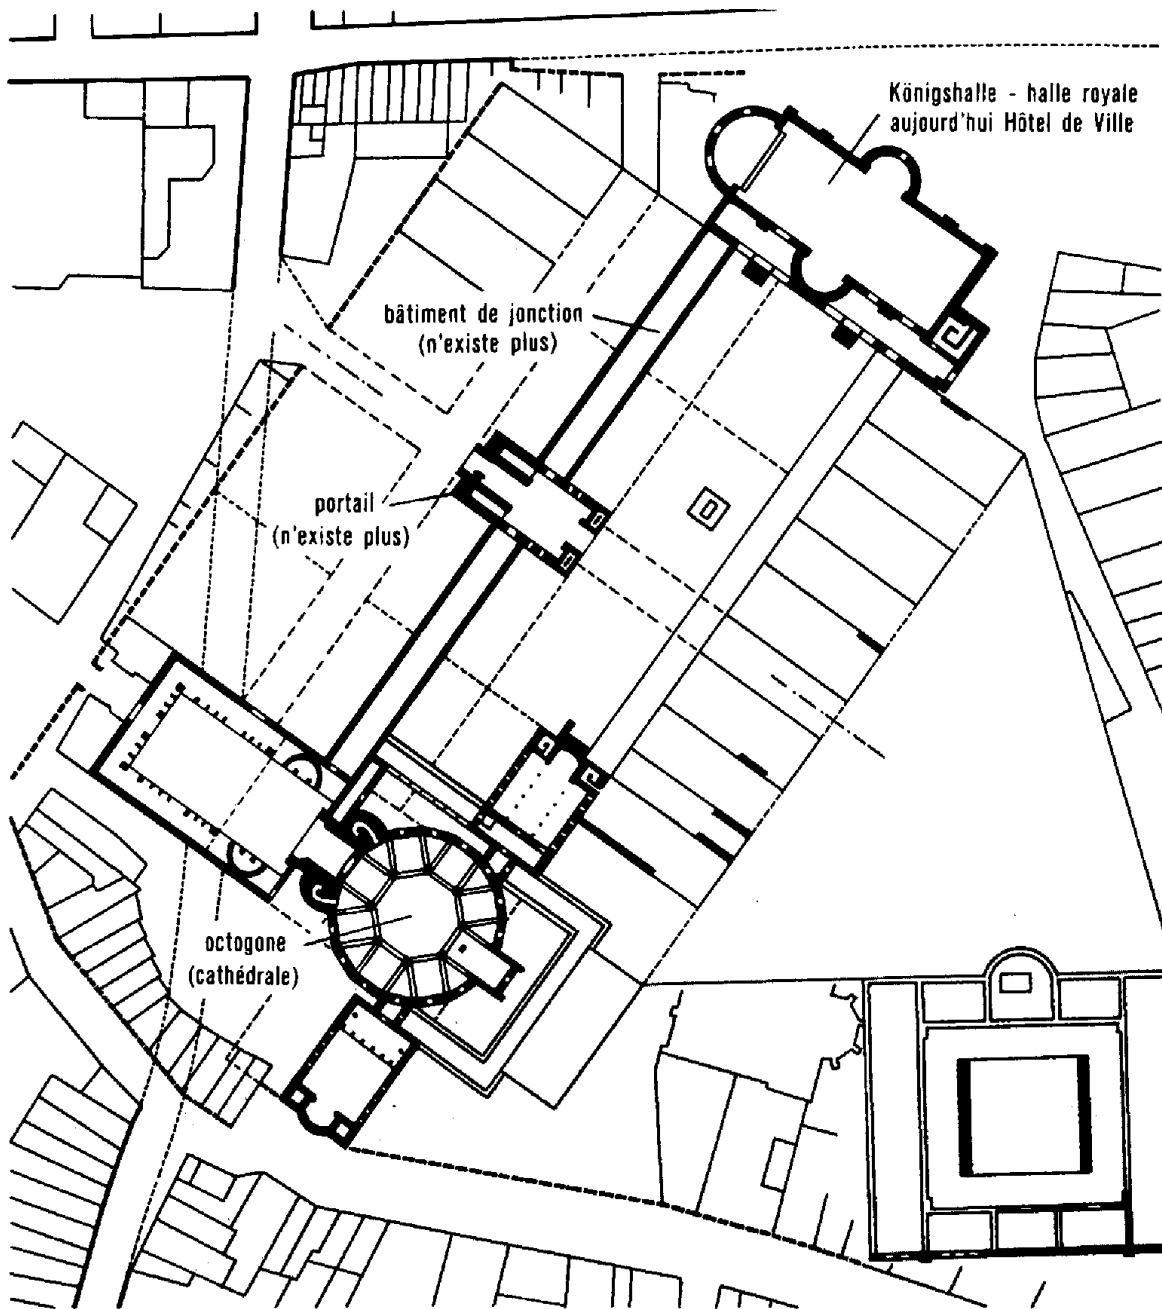 Königshalle - halle royale
aujourd'hui Hôtel de Ville
bâtiment de jonction
(n'existe plus)
portail
(n'existe plus)
octogone
(cathédrale)